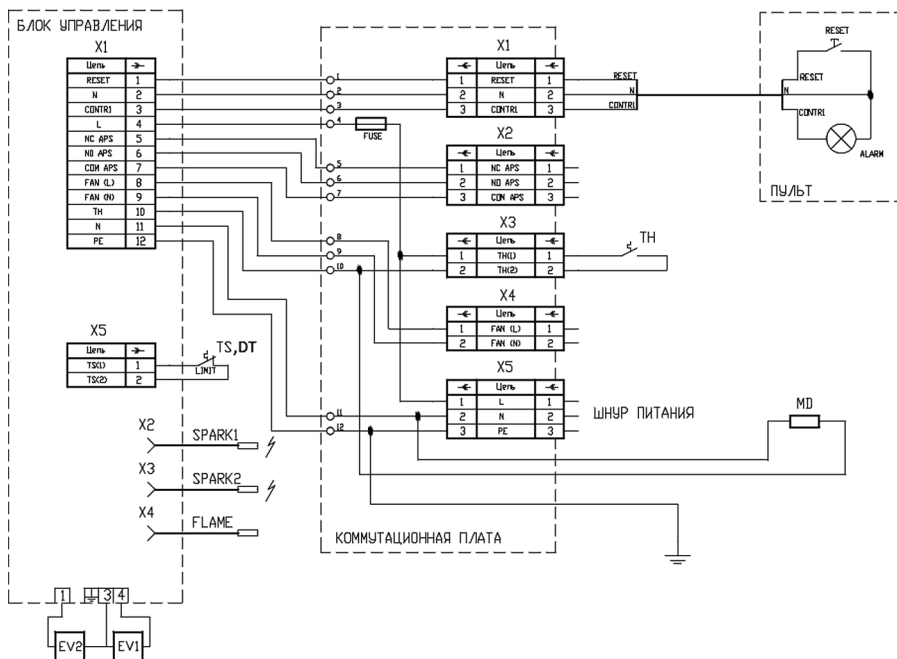 БЛОК УПРАВЛЕНИЯ
X1
Цепь
RESET 1
N 2
CONTR1 3
L 4
NC APS 5
NO APS 6
COM APS 7
FAN (L) 8
FAN (N) 9
TH 10
N 11
PE 12
X5
Цепь
TS(1) 1
TS(2) 2
TS,DT
LIMIT
X2
SPARK1
X3
SPARK2
X4
FLAME
1
3
4
EV2
EV1
1
2
3
4
FUSE
5
6
7
8
9
10
11
12
X1
Цепь
1 RESET 1
2 N 2
3 CONTR1 3
X2
Цепь
1 NC APS 1
2 NO APS 2
3 COM APS 3
X3
Цепь
1 TH(1) 1
2 TH(2) 2
X4
Цепь
1 FAN (L) 1
2 FAN (N) 2
X5
Цепь
1 L 1
2 N 2
3 PE 3
КОММУТАЦИОННАЯ ПЛАТА
RESET
N
CONTR1
TH
ШНУР ПИТАНИЯ
MD
RESET
RESET
N
CONTR1
ALARM
ПУЛЬТ